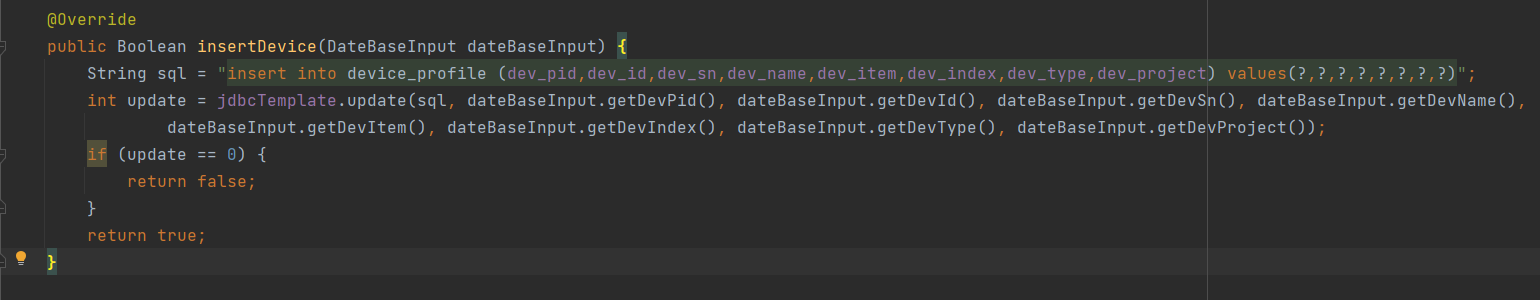 @Override
public Boolean insertDevice(DateBaseInput dateBaseInput) {
String sql = "insert into device_profile (dev_pid,dev_id,dev_sn,dev_name,dev_item,dev_index,dev_type,dev_project) values(?,?,?,?,?,?,?,?)";
int update = jdbcTemplate.update(sql, dateBaseInput.getDevPid(), dateBaseInput.getDevId(), dateBaseInput.getDevSn(), dateBaseInput.getDevName(),
dateBaseInput.getDevItem(), dateBaseInput.getDevIndex(), dateBaseInput.getDevType(), dateBaseInput.getDevProject());
if (update == 0) {
return false;
}
return true;
}